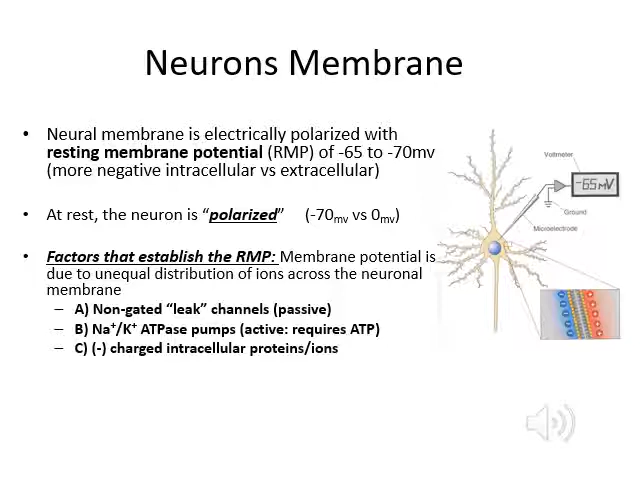 Neurons Membrane
• Neural membrane is electrically polarized with
resting membrane potential (RMP) of -65 to -70mv
(more negative intracellular vs extracellular)
• At rest, the neuron is “polarized” (-70mv vs 0mv)
• Factors that establish the RMP: Membrane potential is
due to unequal distribution of ions across the neuronal
membrane
– A) Non-gated “leak” channels (passive)
– B) Na⁺/K⁺ ATPase pumps (active: requires ATP)
– C) (-) charged intracellular proteins/ions
Voltmeter
-65mV
Ground
Microelectrode